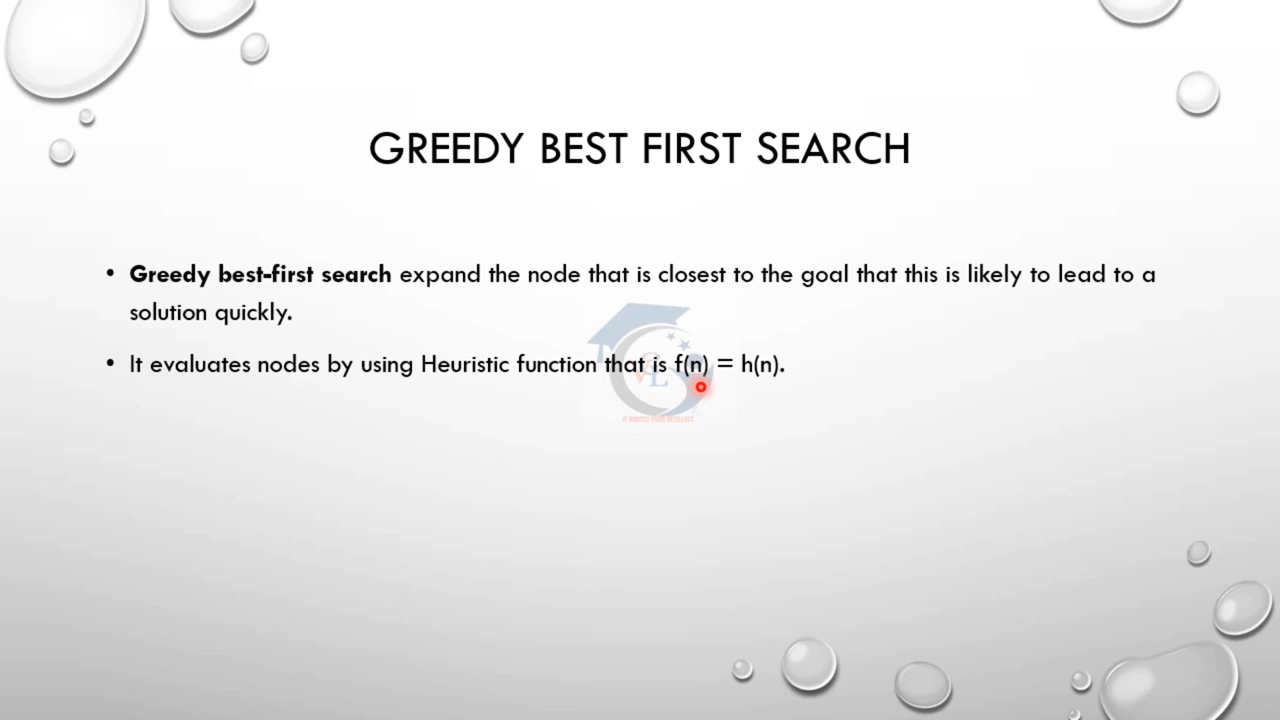 GREEDY BEST FIRST SEARCH
• Greedy best-first search expand the node that is closest to the goal that this is likely to lead to a
solution quickly.
• It evaluates nodes by using Heuristic function that is f(n) = h(n).